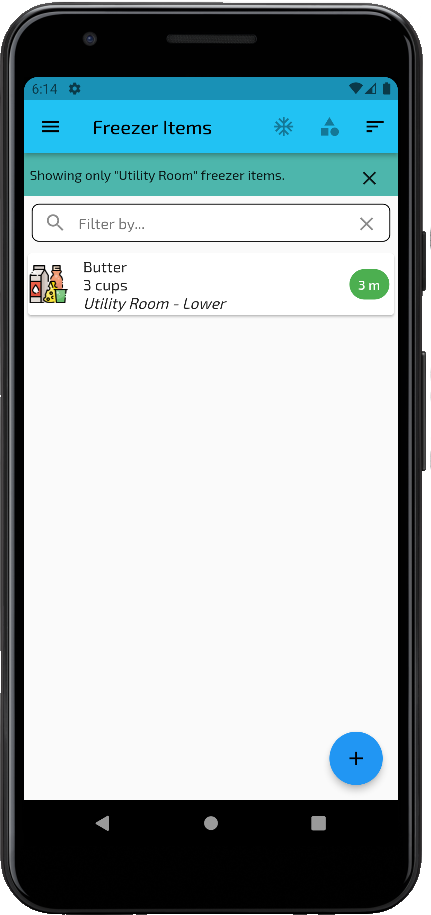 6:14
Freezer Items
Showing only "Utility Room" freezer items.
Filter by...
Butter
3 cups
Utility Room - Lower
3 m